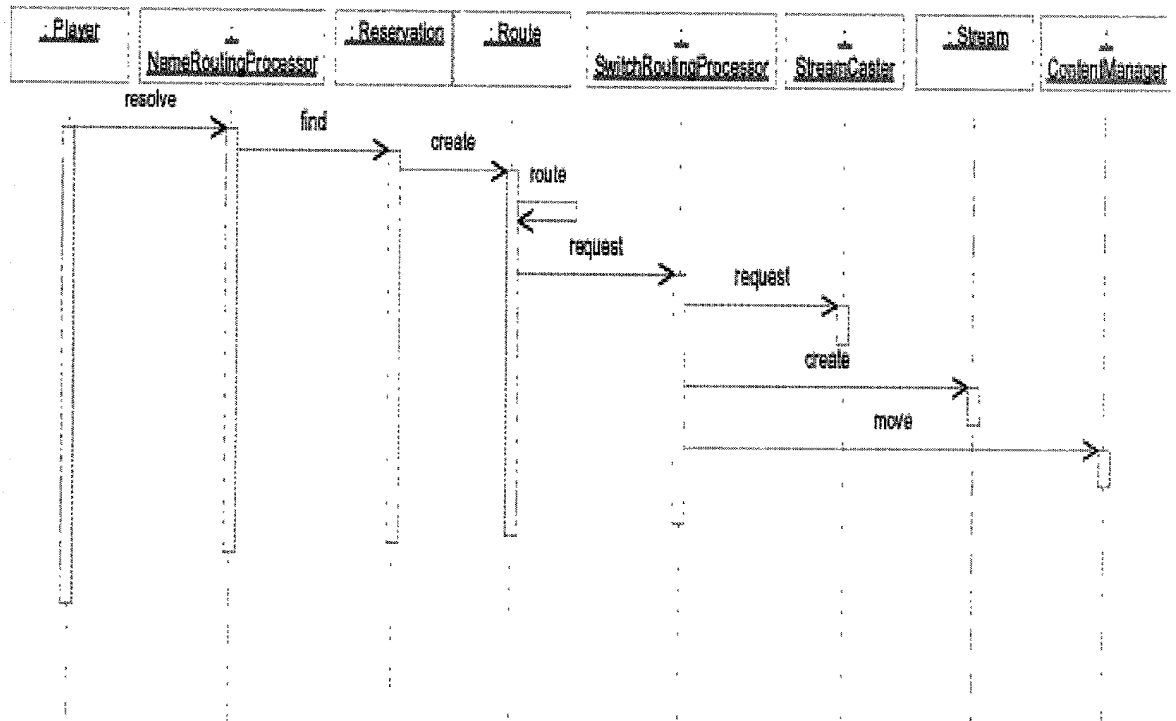 : Player
:
NameRoutingProcessor
: Reservation
: Route
:
SwitchRoutingProcessor
:
StreamCaster
: Stream
:
ContentManager
resolve
find
create
route
request
request
create
move